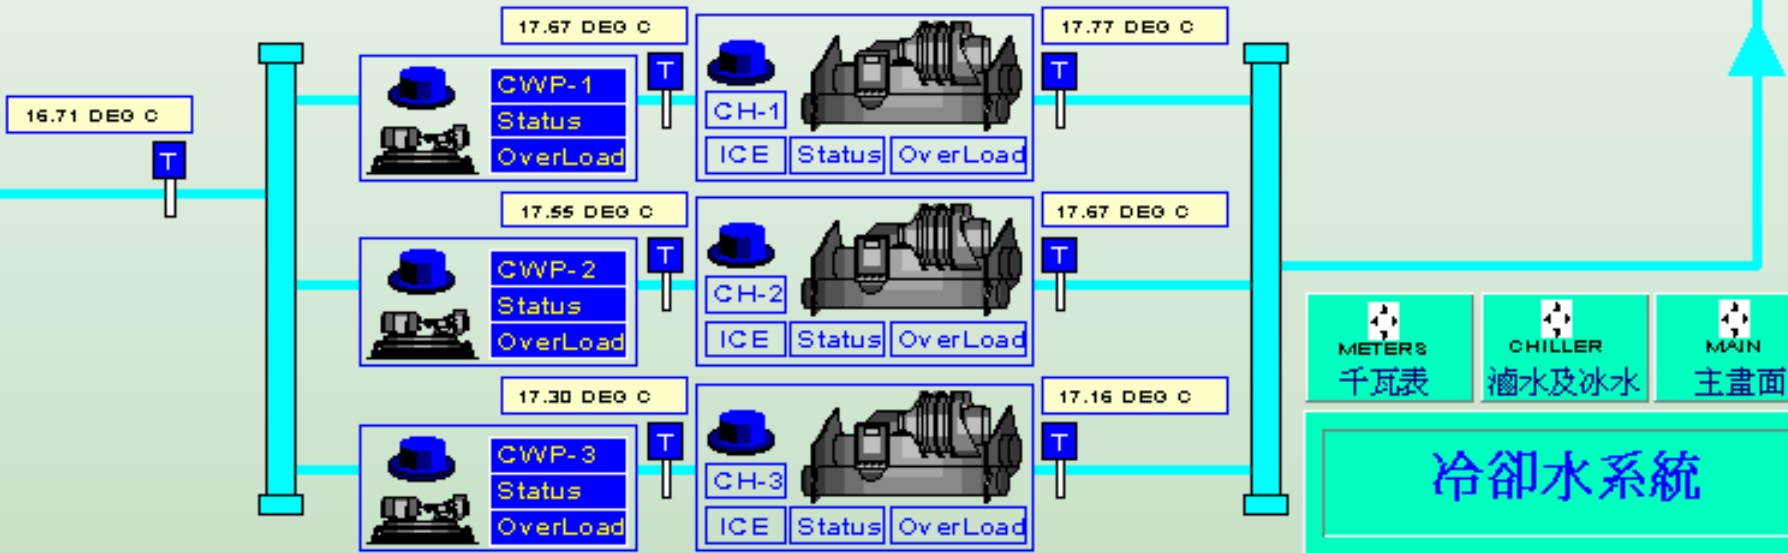 17.67 DEG C
17.77 DEG C
16.71 DEG C
CWP-1
Status
OverLoad
T
T
T
CH-1
ICE
Status
OverLoad
17.55 DEG C
17.67 DEG C
CWP-2
Status
OverLoad
T
T
CH-2
ICE
Status
OverLoad
17.30 DEG C
17.16 DEG C
CWP-3
Status
OverLoad
T
T
CH-3
ICE
Status
OverLoad
METERS
千瓦表
CHILLER
滷水及冰水
MAIN
主畫面
冷卻水系統